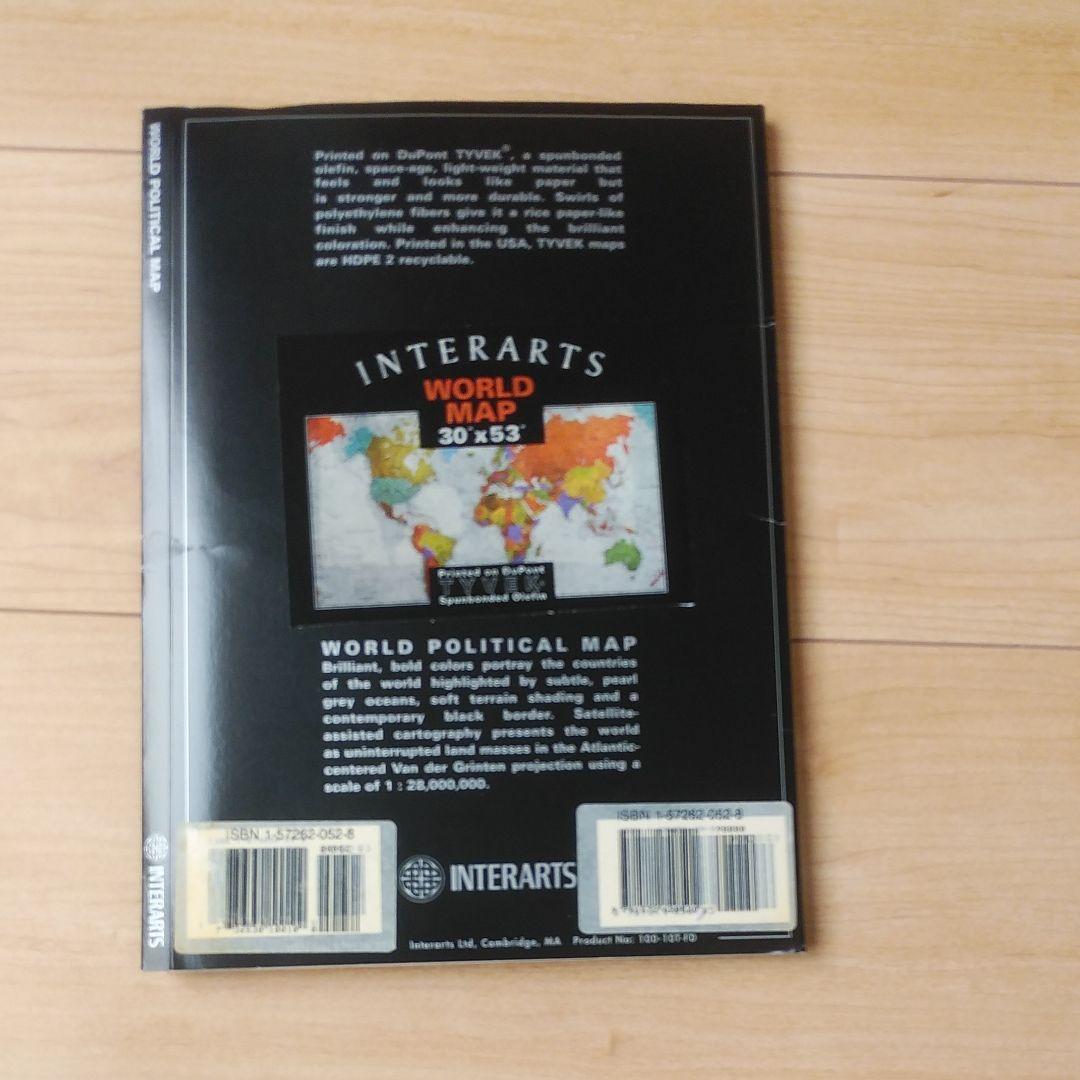 WORLD POLITICAL MAP
INTERARTS
Printed on DuPont TYVEK®, a spunbonded
olefin, space-age, light-weight material that
feels and looks like paper but
is stronger and more durable. Swirls of
polyethylene fibers give it a rice paper-like
finish while enhancing the brilliant
coloration. Printed in the USA, TYVEK maps
are HDPE 2 recyclable.
INTERARTS
WORLD
MAP
30"x53"
Printed on DuPont
TYVEK
Spunbonded Olefin
WORLD POLITICAL MAP
Brilliant, bold colors portray the countries
of the world highlighted by subtle, pearl
grey oceans, soft terrain shading and a
contemporary black border. Satellite-
assisted cartography presents the world
as uninterrupted land masses in the Atlantic-
centered Van der Grinten projection using a
scale of 1 : 28,000,000.
ISBN 1-57262-052-8
ISBN 1-57262-052-8
INTERARTS
Interarts Ltd, Cambridge, MA Product No: